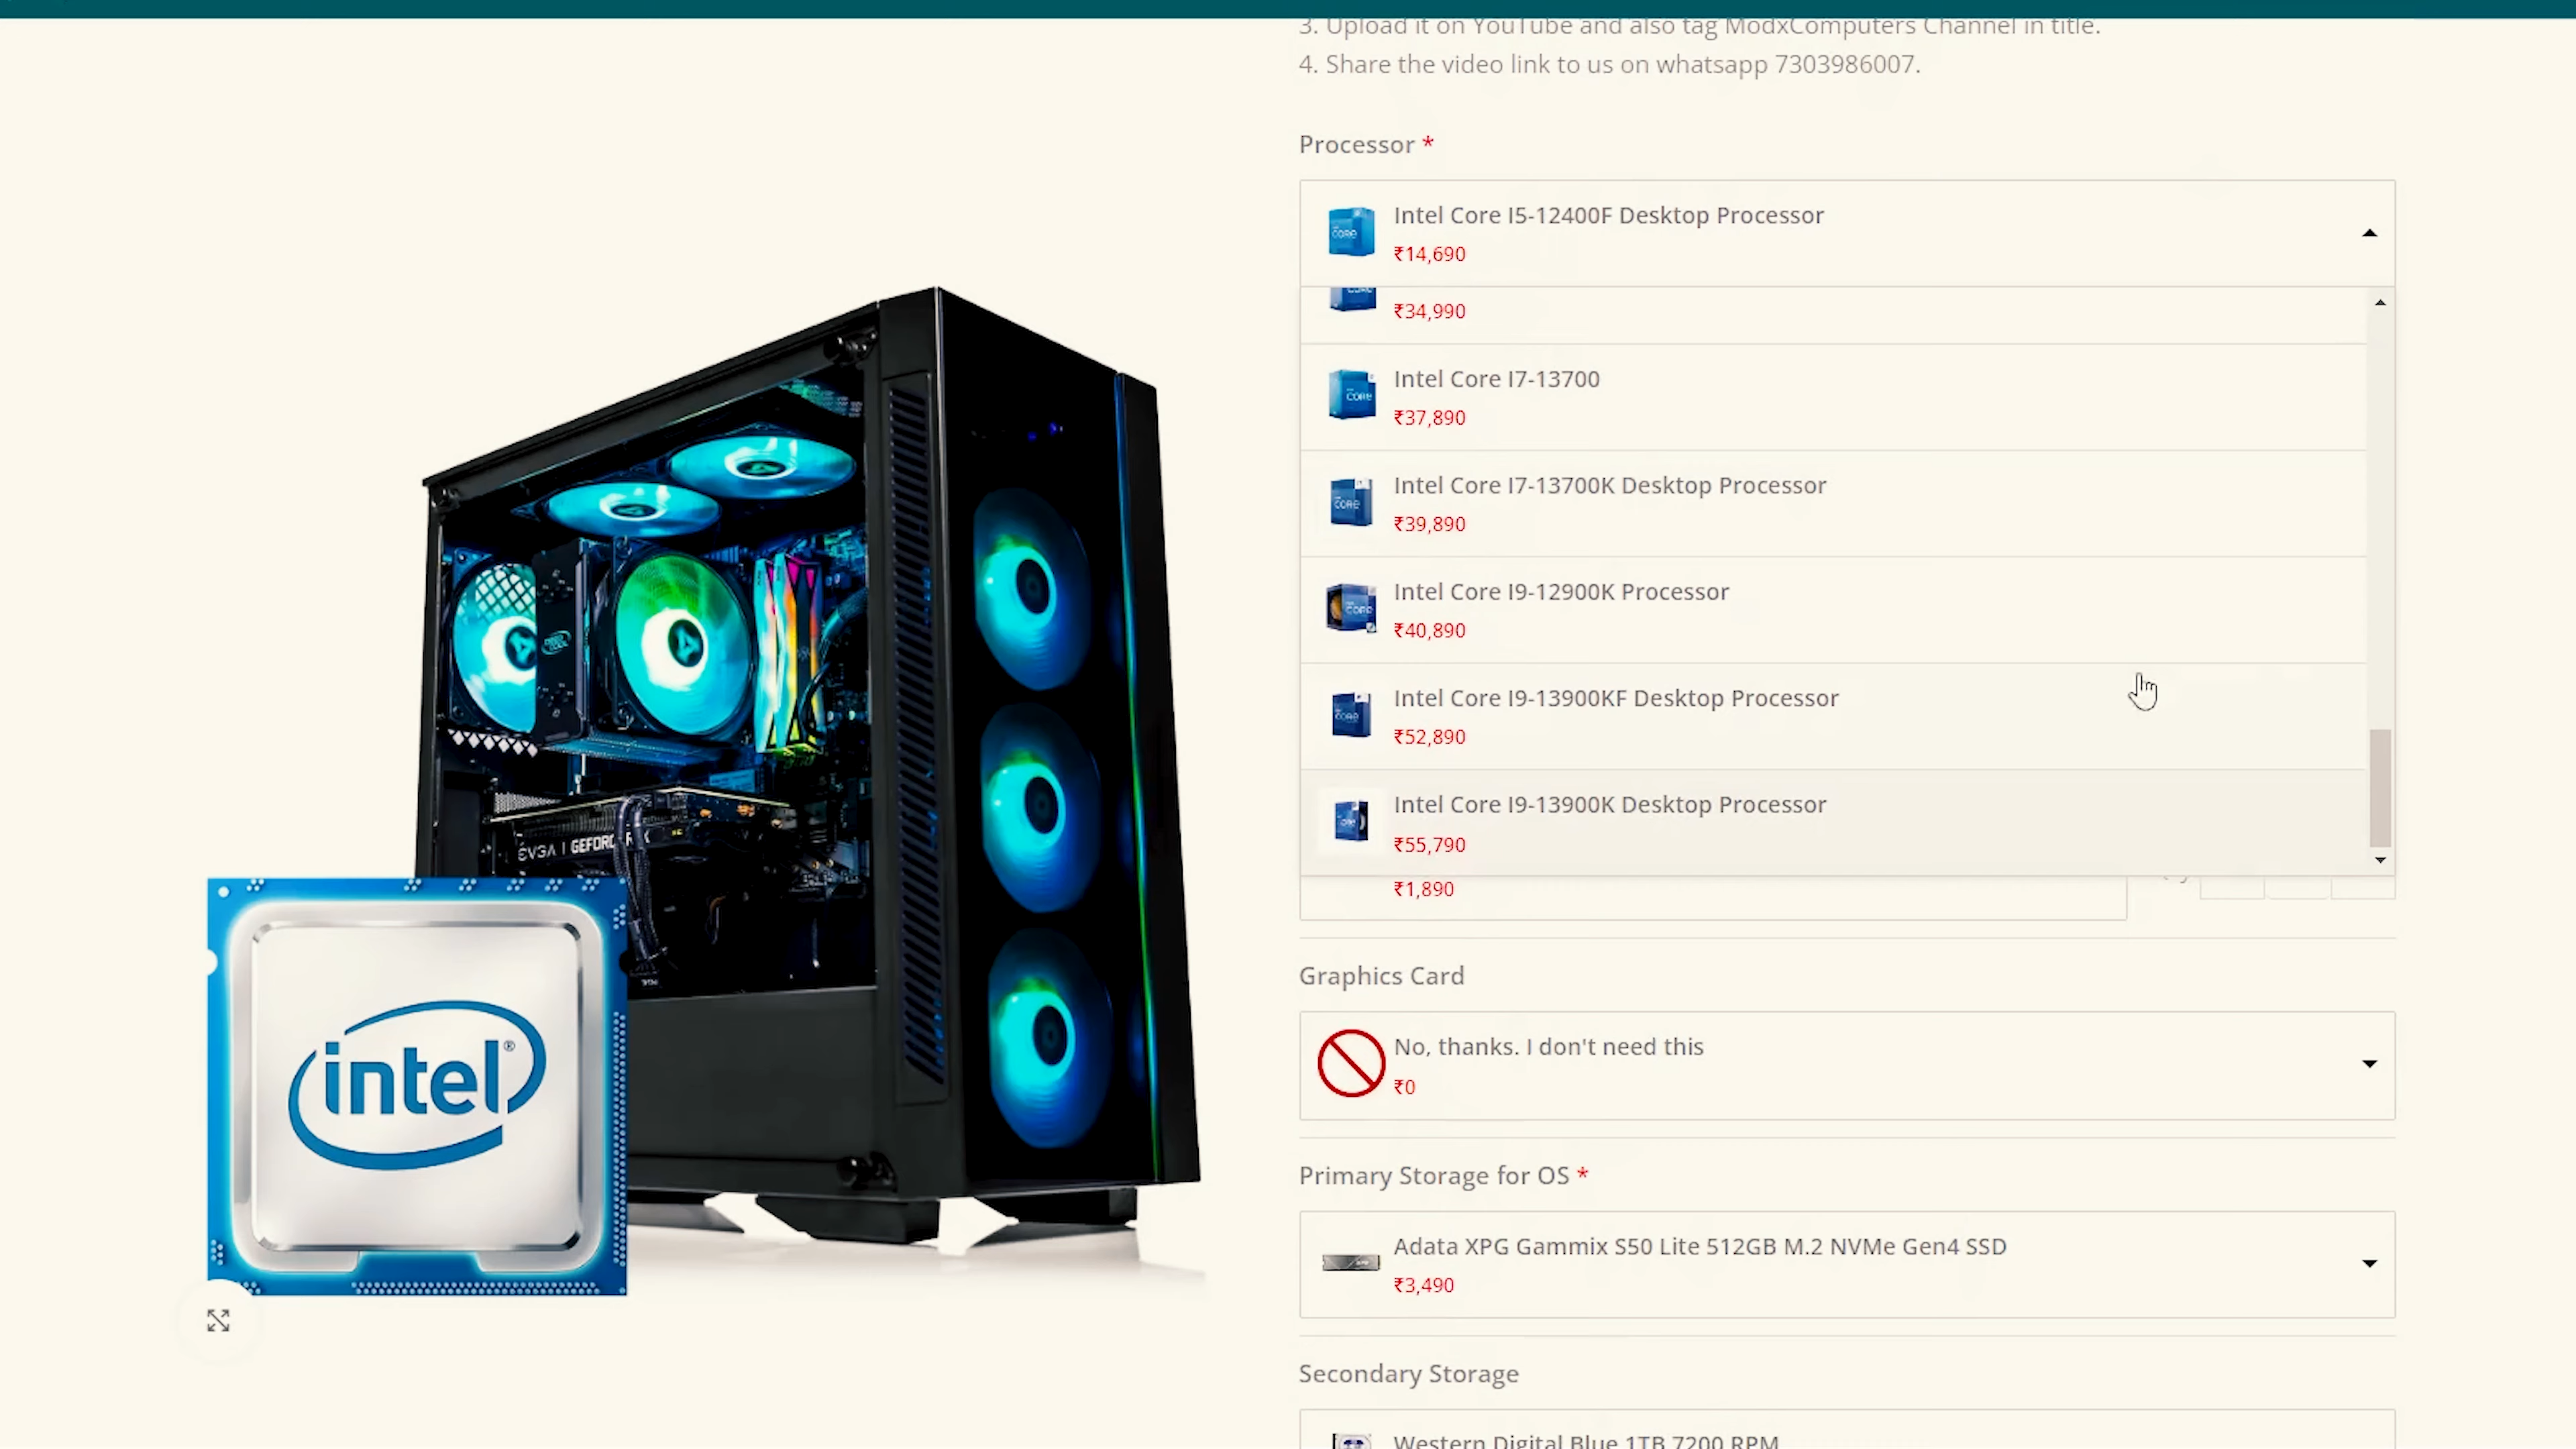 3. Upload it on YouTube and also tag ModxComputers Channel in title.
4. Share the video link to us on whatsapp 7303986007.
Processor *
Intel Core I5-12400F Desktop Processor
₹14,690
₹34,990
Intel Core I7-13700
₹37,890
Intel Core I7-13700K Desktop Processor
₹39,890
Intel Core I9-12900K Processor
₹40,890
Intel Core I9-13900KF Desktop Processor
₹52,890
Intel Core I9-13900K Desktop Processor
₹55,790
₹1,890
Graphics Card
No, thanks. I don't need this
₹0
Primary Storage for OS *
Adata XPG Gammix S50 Lite 512GB M.2 NVMe Gen4 SSD
₹3,490
Secondary Storage
Western Digital Blue 1TB 7200 RPM
EVGA | GEFORCE
intel®